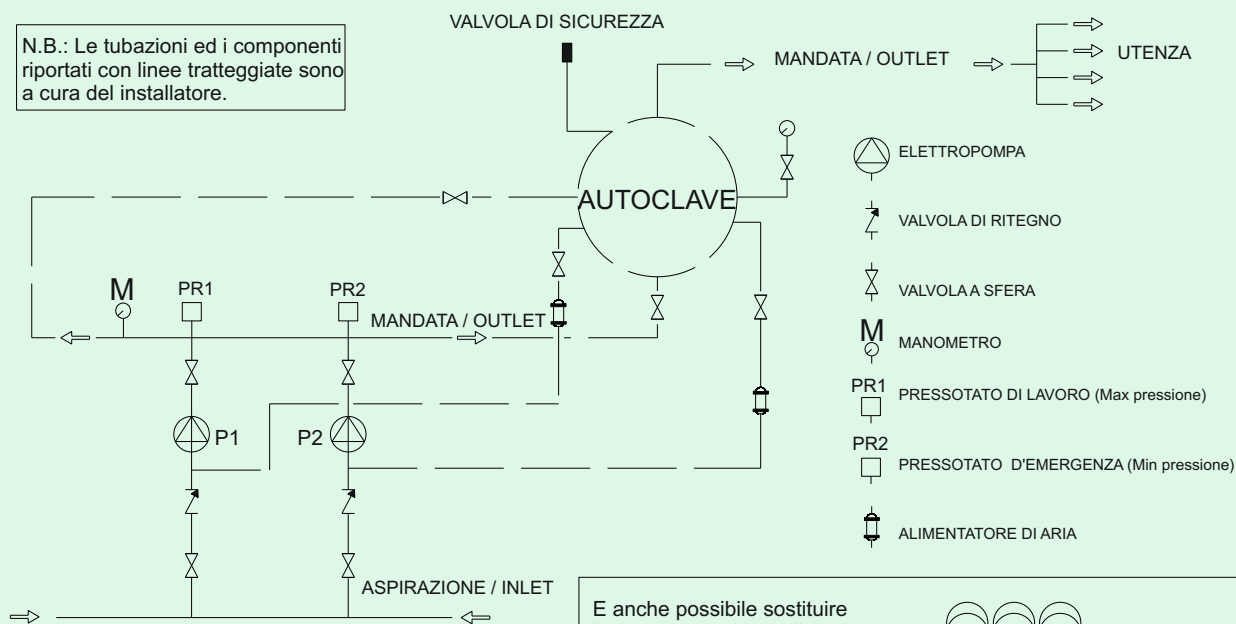 N.B.: Le tubazioni ed i componenti
riportati con linee tratteggiate sono
a cura del installatore.
VALVOLA DI SICUREZZA
MANDATA / OUTLET
UTENZA
AUTOCLAVE
M
PR1
PR2
MANDATA / OUTLET
P1
P2
ASPIRAZIONE / INLET
ELETTROPOMPA
VALVOLA DI RITEGNO
VALVOLA A SFERA
M
MANOMETRO
PR1
PRESSOTATO DI LAVORO (Max pressione)
PR2
PRESSOTATO D'EMERGENZA (Min pressione)
ALIMENTATORE DI ARIA
E anche possibile sostituire